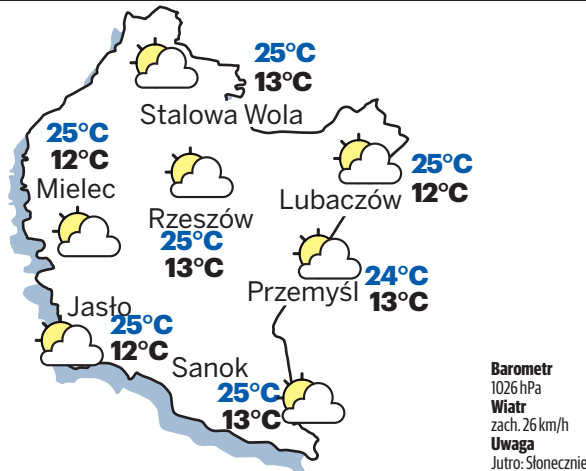 25°C
13°C
Stalowa Wola
25°C
12°C
Mielec
25°C
12°C
Lubaczów
Rzeszów
25°C
13°C
24°C
13°C
Przemyśl
Jasło
25°C
12°C
Sanok
25°C
13°C
Barometr
1026 hPa
Wiatr
zach. 26 km/h
Uwaga
Jutro: Słonecznie